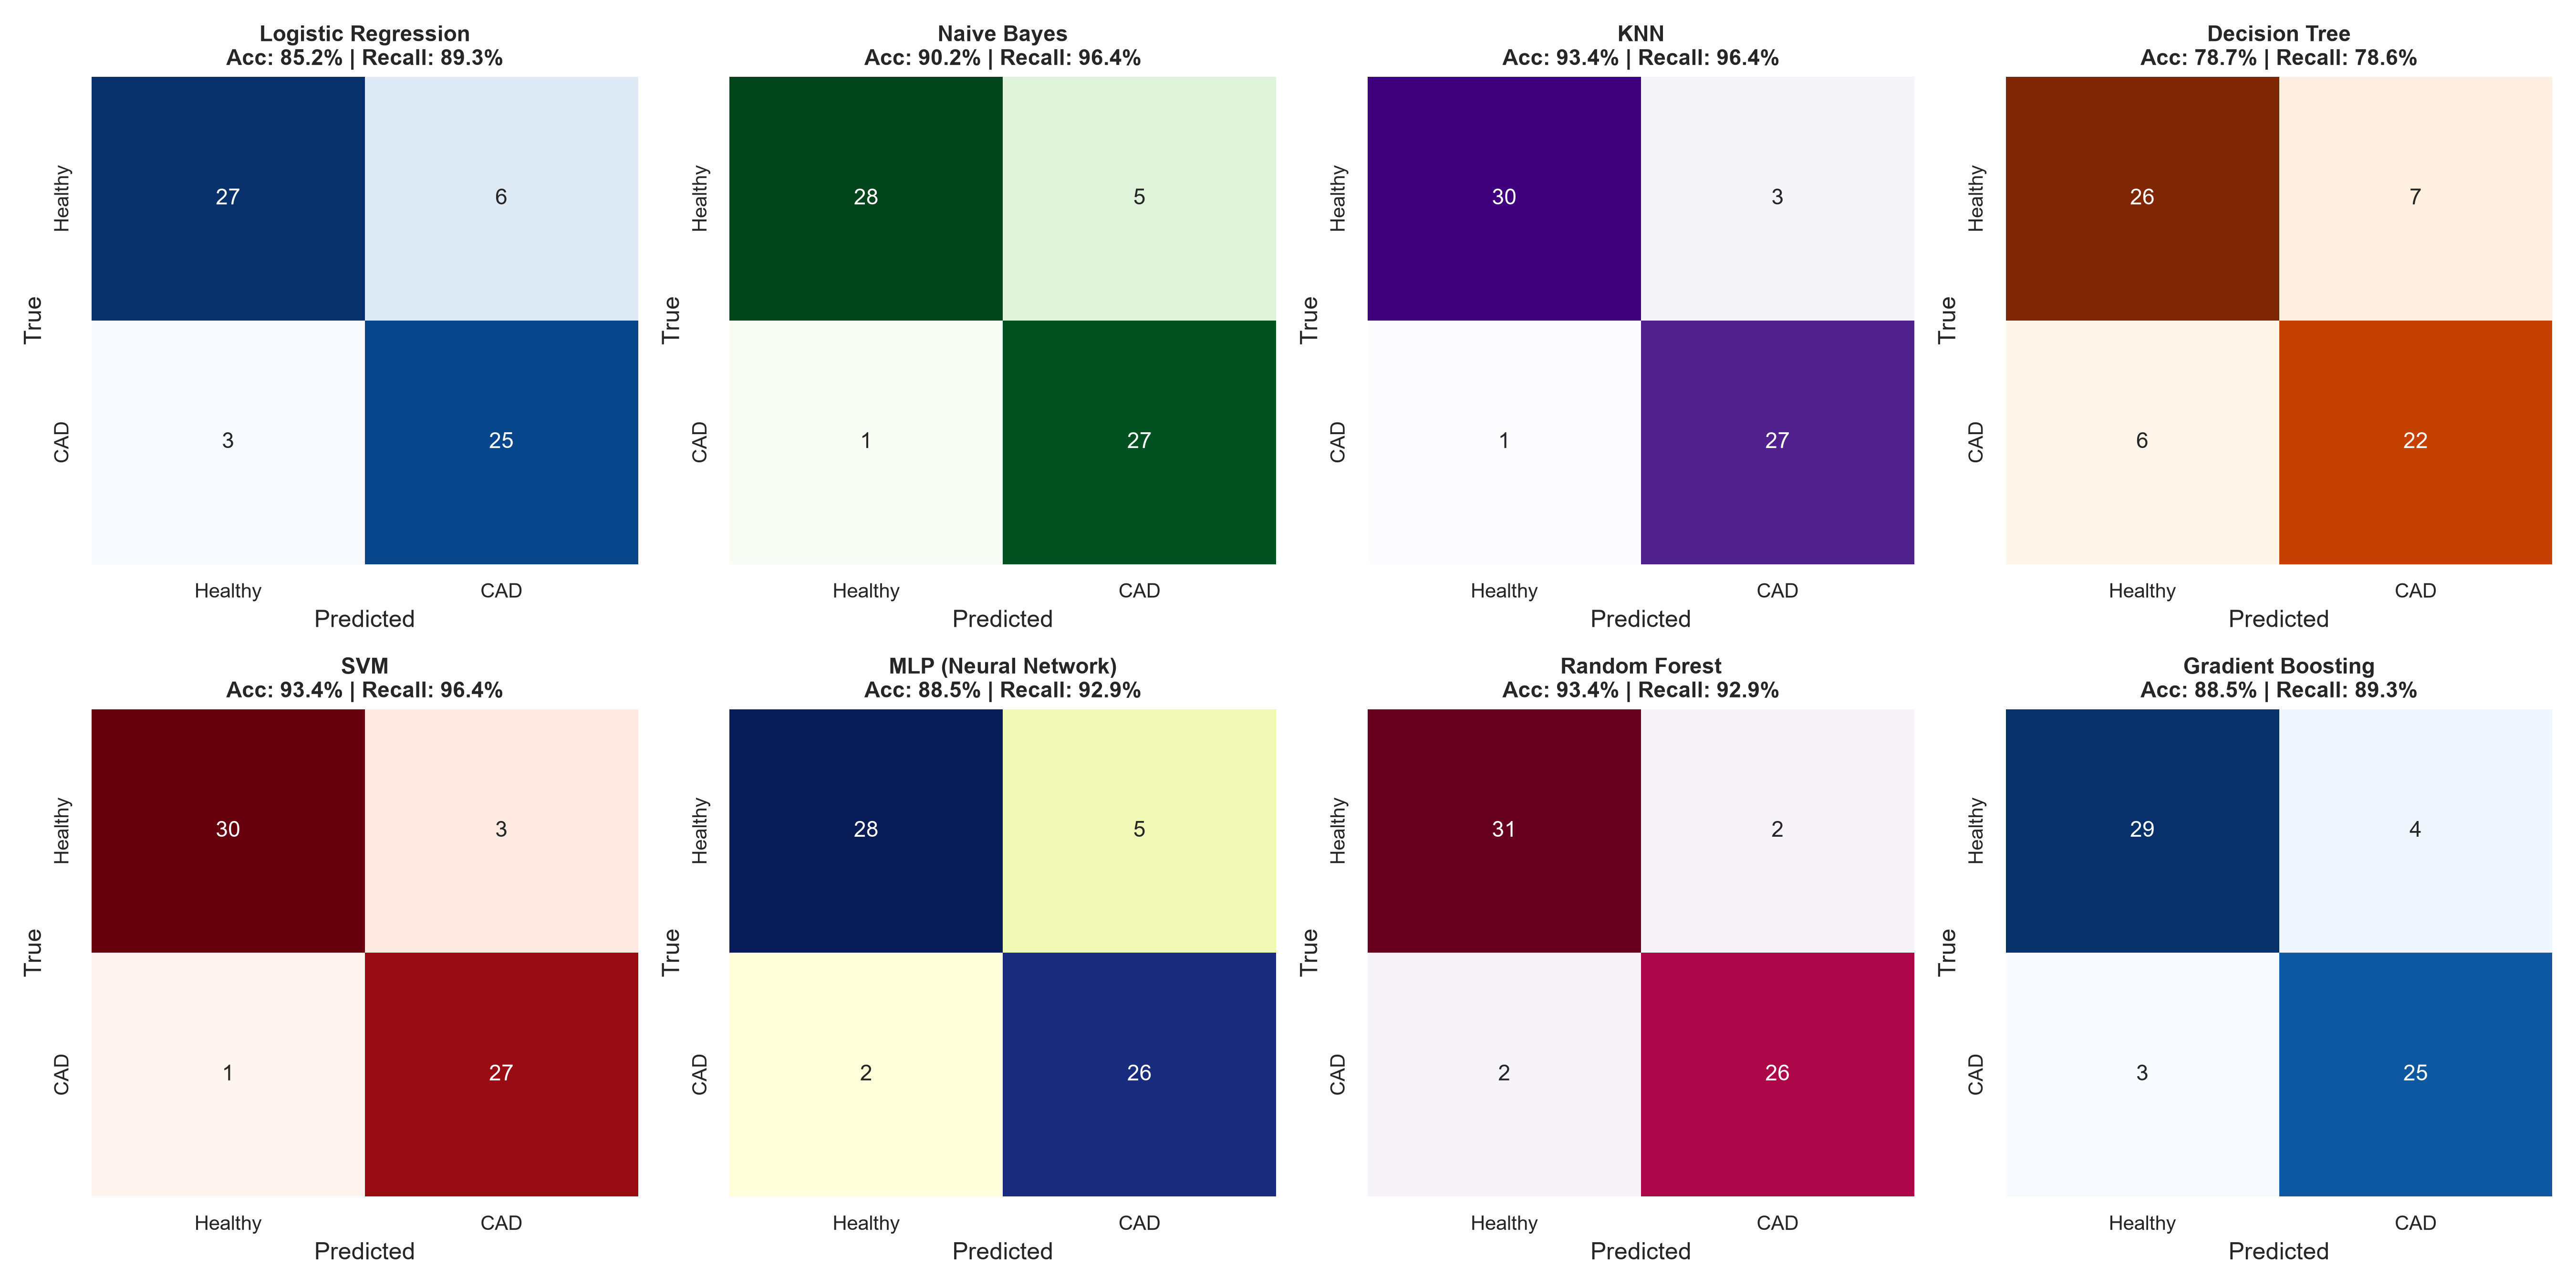 Logistic Regression
Acc: 85.2% | Recall: 89.3%
True
Healthy
27
6
CAD
3
25
Healthy
CAD
Predicted
Naive Bayes
Acc: 90.2% | Recall: 96.4%
True
Healthy
28
5
CAD
1
27
Healthy
CAD
Predicted
KNN
Acc: 93.4% | Recall: 96.4%
True
Healthy
30
3
CAD
1
27
Healthy
CAD
Predicted
Decision Tree
Acc: 78.7% | Recall: 78.6%
True
Healthy
26
7
CAD
6
22
Healthy
CAD
Predicted
SVM
Acc: 93.4% | Recall: 96.4%
True
Healthy
30
3
CAD
1
27
Healthy
CAD
Predicted
MLP (Neural Network)
Acc: 88.5% | Recall: 92.9%
True
Healthy
28
5
CAD
2
26
Healthy
CAD
Predicted
Random Forest
Acc: 93.4% | Recall: 92.9%
True
Healthy
31
2
CAD
2
26
Healthy
CAD
Predicted
Gradient Boosting
Acc: 88.5% | Recall: 89.3%
True
Healthy
29
4
CAD
3
25
Healthy
CAD
Predicted